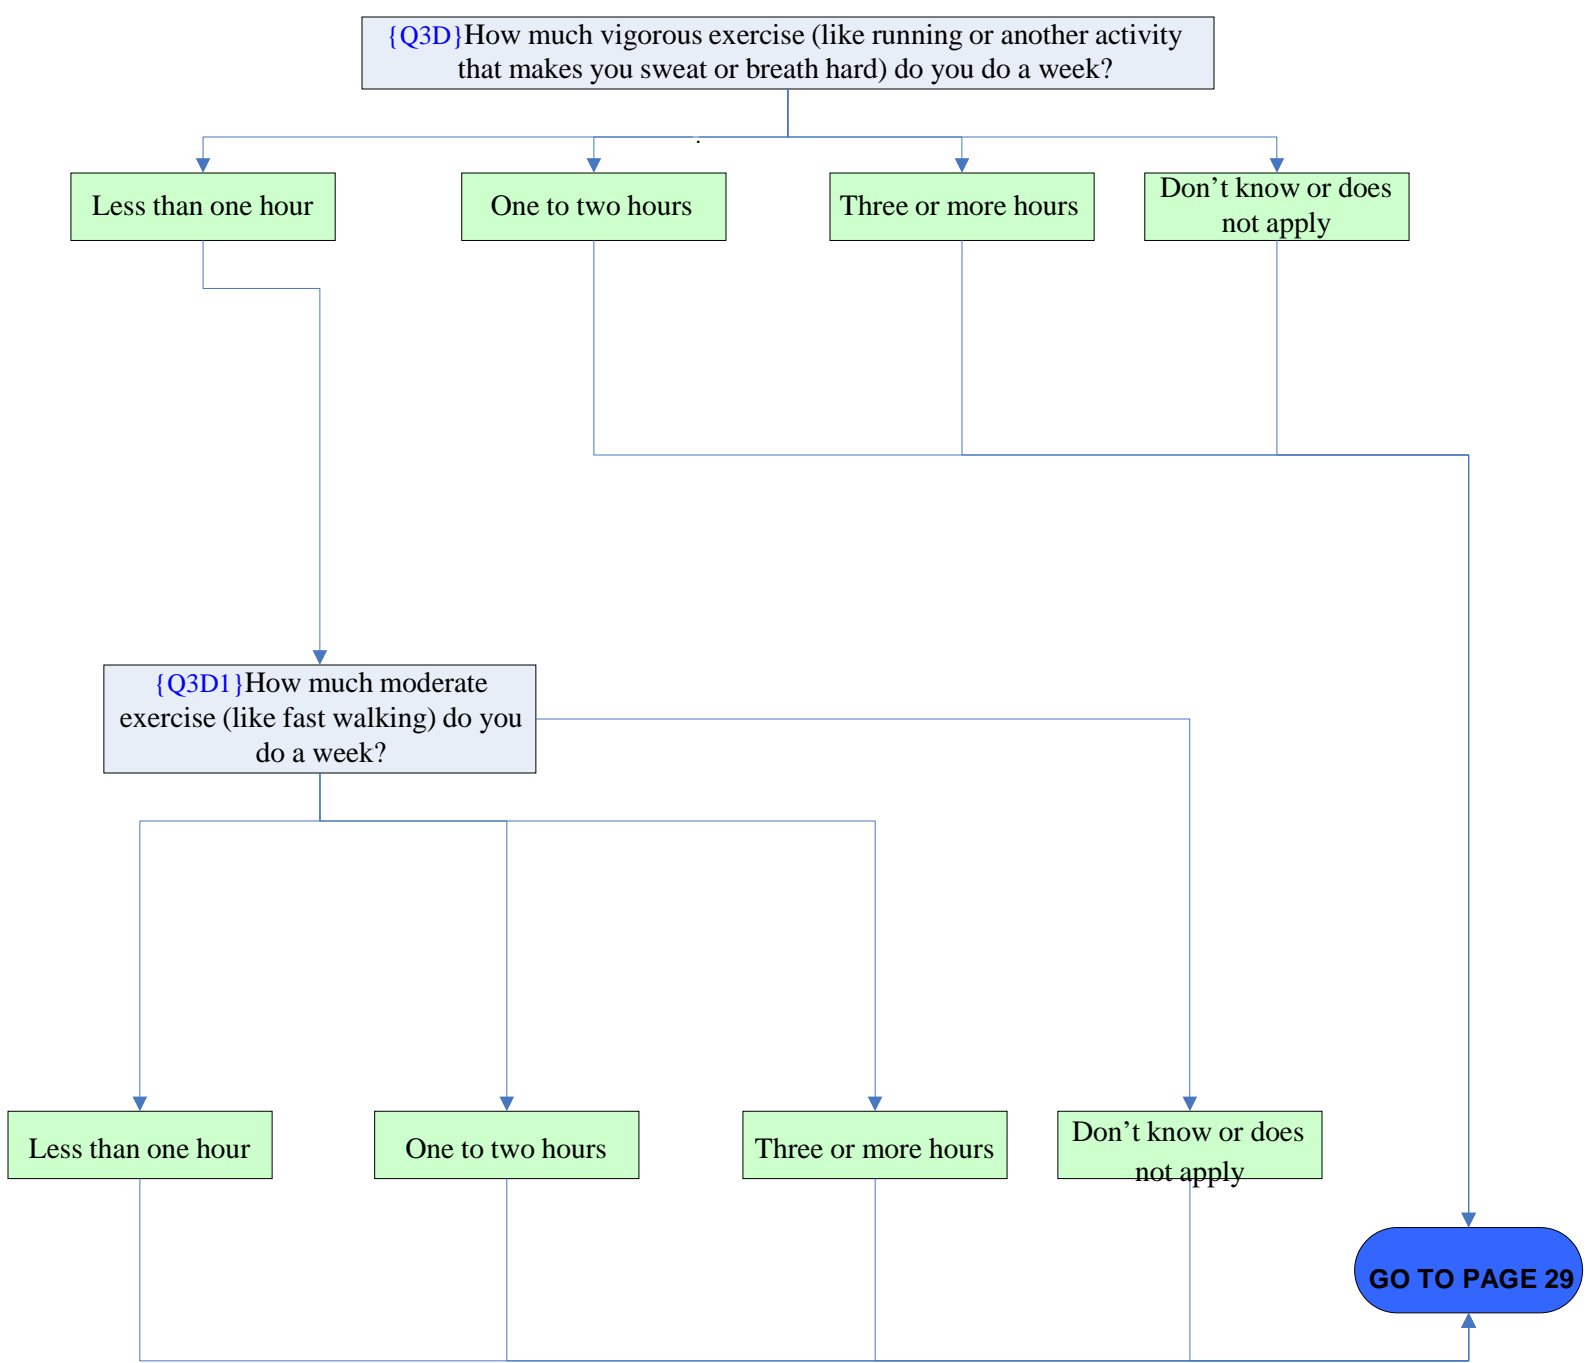 {Q3D}How much vigorous exercise (like running or another activity
that makes you sweat or breath hard) do you do a week?
Less than one hour
One to two hours
Three or more hours
Don’t know or does
not apply
{Q3D1}How much moderate
exercise (like fast walking) do you
do a week?
Less than one hour
One to two hours
Three or more hours
Don’t know or does
not apply
GO TO PAGE 29